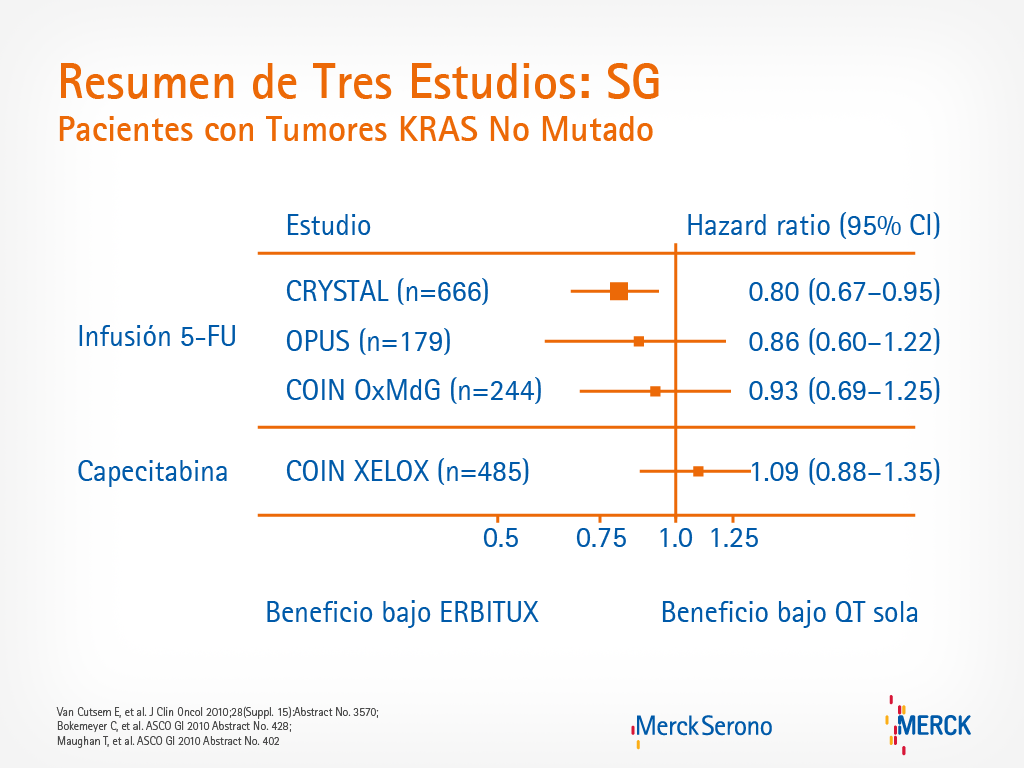 Resumen de Tres Estudios: SG
Pacientes con Tumores KRAS No Mutado
Estudio Hazard ratio (95% CI)
Infusión 5-FU
CRYSTAL (n=666) 0.80 (0.67–0.95)
OPUS (n=179) 0.86 (0.60–1.22)
COIN OxMdG (n=244) 0.93 (0.69–1.25)
Capecitabina COIN XELOX (n=485) 1.09 (0.88–1.35)
0.5 0.75 1.0 1.25
Beneficio bajo ERBITUX Beneficio bajo QT sola
Van Cutsem E, et al. J Clin Oncol 2010;28(Suppl. 15):Abstract No. 3570;
Bokemeyer C, et al. ASCO GI 2010 Abstract No. 428;
Maughan T, et al. ASCO GI 2010 Abstract No. 402
Merck Serono
MERCK